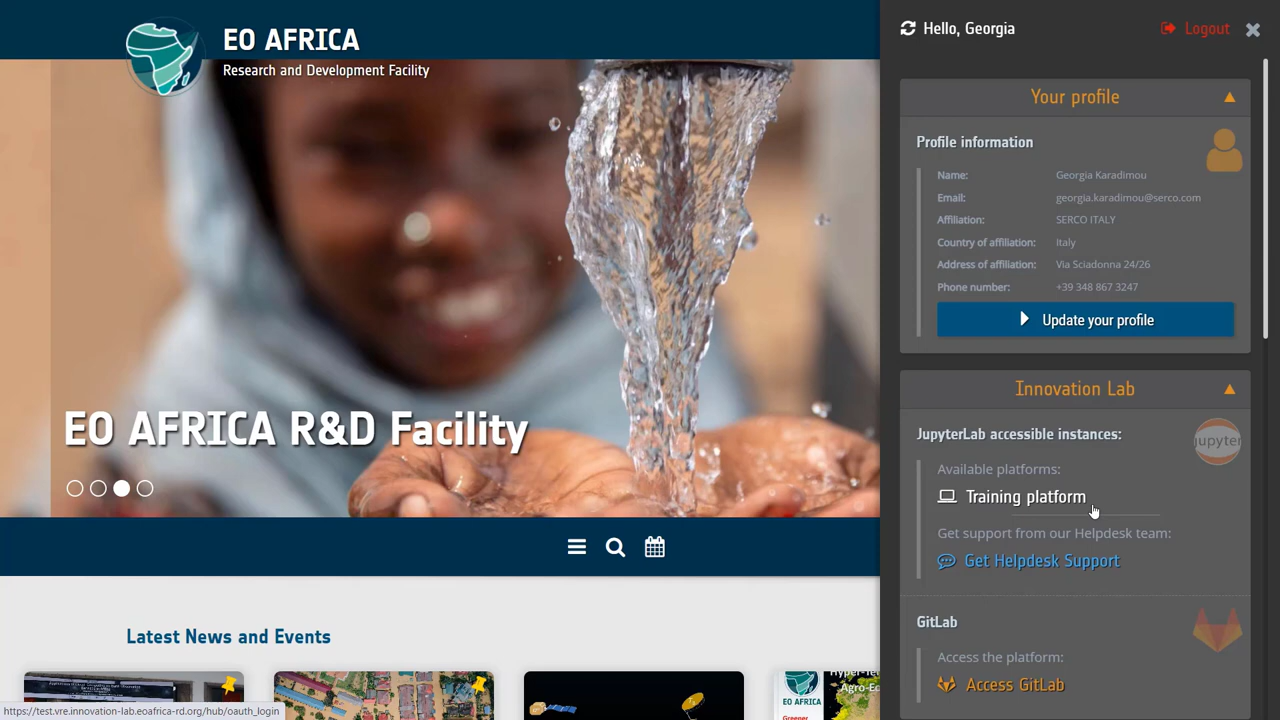 EO AFRICA
Research and Development Facility
EO AFRICA R&D Facility
Latest News and Events
https://test.vre.innovation-lab.eoafrica-rd.org/hub/oauth_login
Hello, Georgia
Logout
Your profile
Profile information
Name: Georgia Karadimou
Email: georgia.karadimou@serco.com
Affiliation: SERCO ITALY
Country of affiliation: Italy
Address of affiliation: Via Sciadonna 24/26
Phone number: +39 348 867 3247
Update your profile
Innovation Lab
JupyterLab accessible instances:
jupyter
Available platforms:
Training platform
Get support from our Helpdesk team:
Get Helpdesk Support
GitLab
Access the platform:
Access GitLab